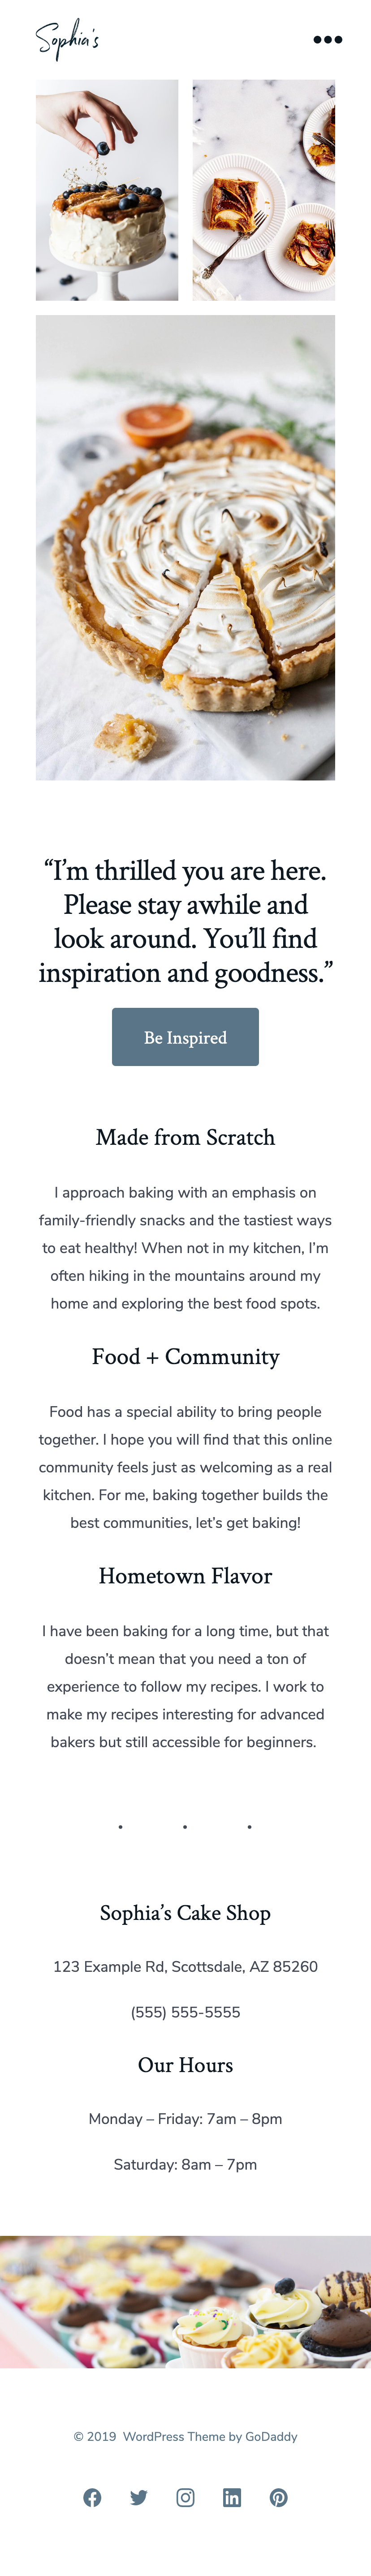 Sophia's
“I’m thrilled you are here.
Please stay awhile and
look around. You’ll find
inspiration and goodness.”
Be Inspired
Made from Scratch
I approach baking with an emphasis on
family-friendly snacks and the tastiest ways
to eat healthy! When not in my kitchen, I’m
often hiking in the mountains around my
home and exploring the best food spots.
Food + Community
Food has a special ability to bring people
together. I hope you will find that this online
community feels just as welcoming as a real
kitchen. For me, baking together builds the
best communities, let’s get baking!
Hometown Flavor
I have been baking for a long time, but that
doesn’t mean that you need a ton of
experience to follow my recipes. I work to
make my recipes interesting for advanced
bakers but still accessible for beginners.
Sophia’s Cake Shop
123 Example Rd, Scottsdale, AZ 85260
(555) 555-5555
Our Hours
Monday – Friday: 7am – 8pm
Saturday: 8am – 7pm
© 2019 WordPress Theme by GoDaddy